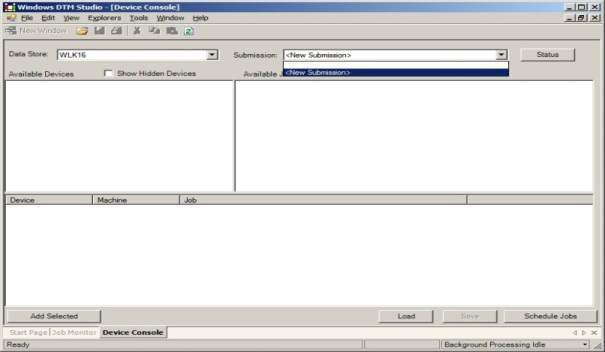 Windows DTM Studio - [Device Console]
File Edit View Explorers Tools Window Help
New Window
Data Store: WLK16 Submission: <New Submission> Status
Available Devices Show Hidden Devices Available
<New Submission>
Device Machine Job
Add Selected Load Save Schedule Jobs
Start Page Job Monitor Device Console
Ready Background Processing Idle